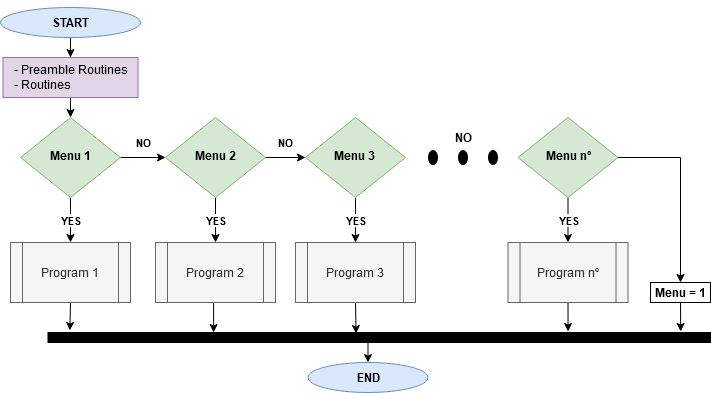 START
- Preamble Routines
- Routines
Menu 1
NO
Menu 2
NO
Menu 3
NO
Menu n°
YES
YES
YES
YES
Program 1
Program 2
Program 3
Program n°
Menu = 1
END